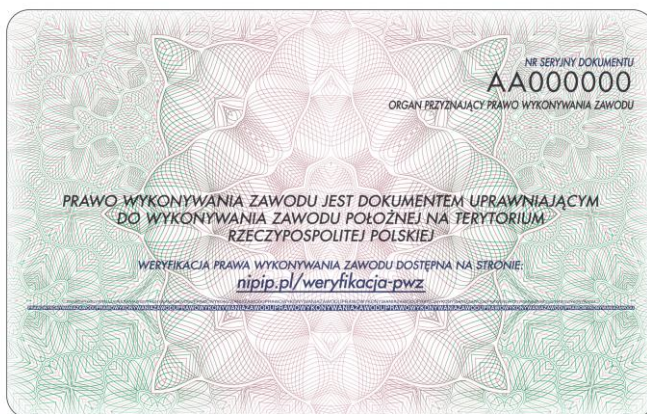 NR SERYJNY DOKUMENTU
AA000000
ORGAN PRZYZNAJĄCY PRAWO WYKONYWANIA ZAWODU
PRAWO WYKONYWANIA ZAWODU JEST DOKUMENTEM UPRAWNIAJĄCYM
DO WYKONYWANIA ZAWODU POŁOŻNEJ NA TERYTORIUM
RZECZYPOSPOLITEJ POLSKIEJ
WERYFIKACJA PRAWA WYKONYWANIA ZAWODU DOSTĘPNA NA STRONIE:
nipip.pl/weryfikacja-pwz